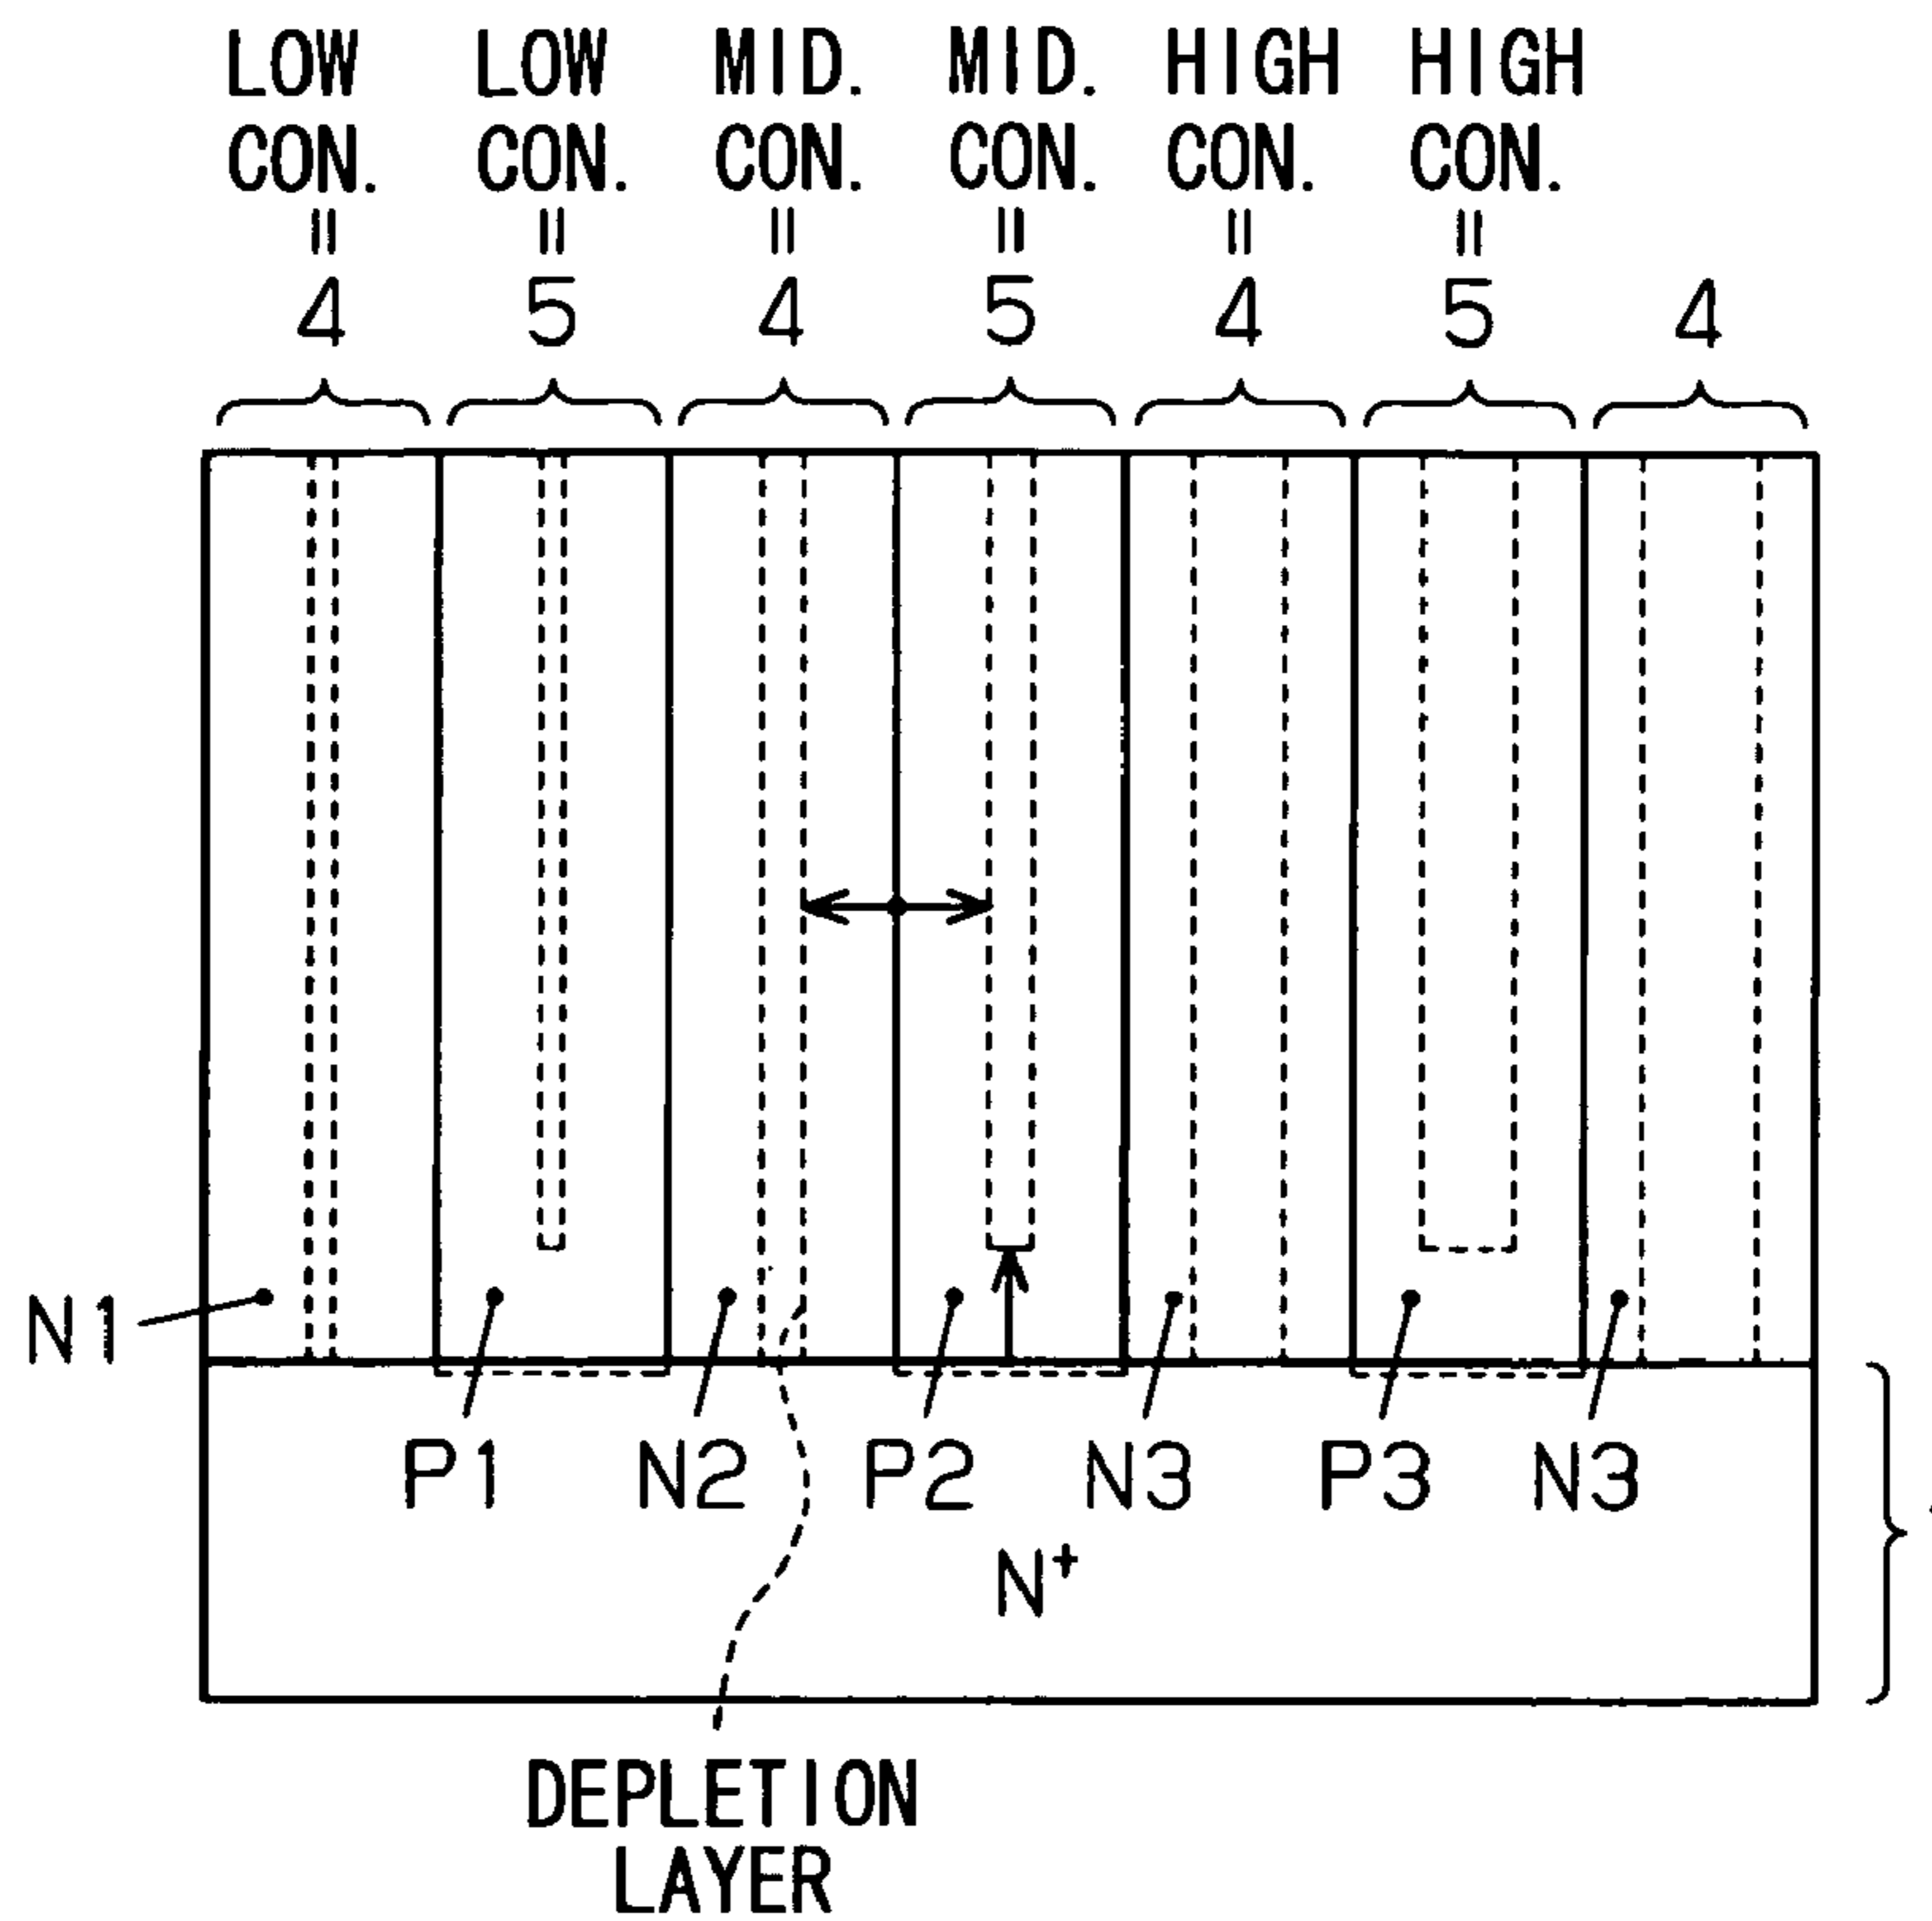 LOW LOW MID. MID. HIGH HIGH
CON. CON. CON. CON. CON. CON.
= = = = = =
4 5 4 5 4 5 4
N1
P1 N2 P2 N3 P3 N3
N+
DEPLETION
LAYER